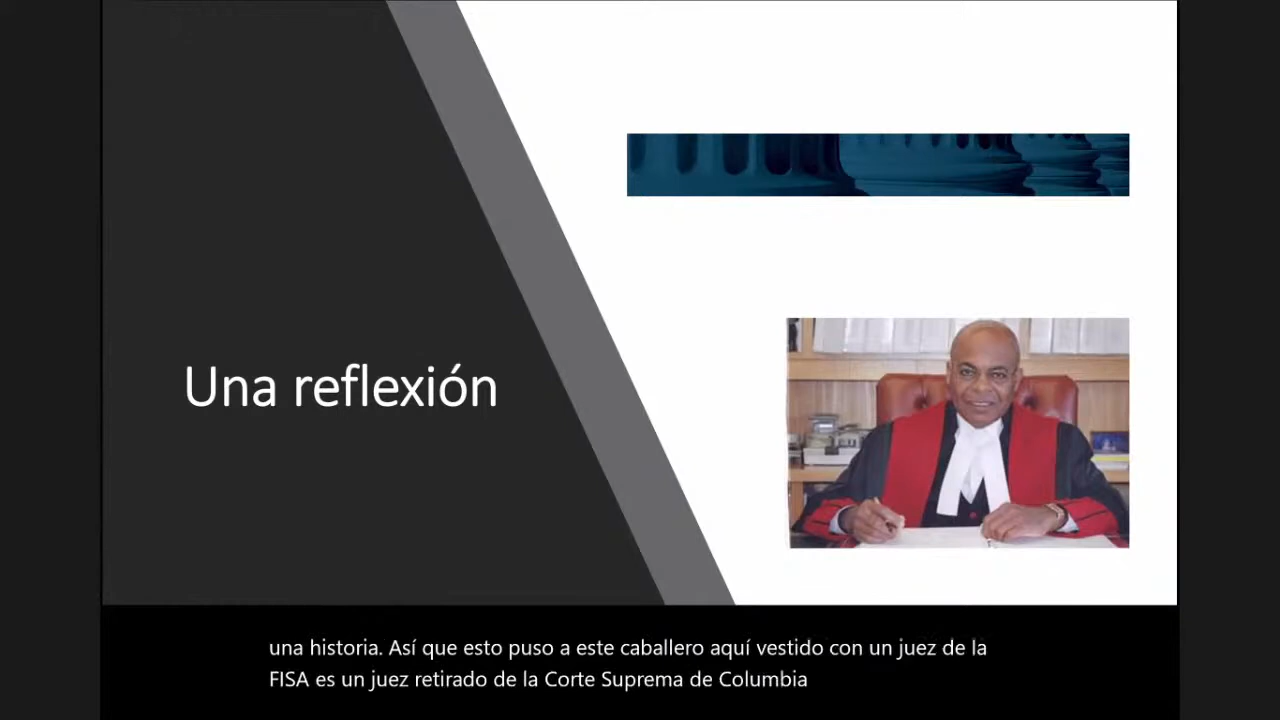 Una reflexión
una historia. Así que esto puso a este caballero aquí vestido con un juez de la
FISA es un juez retirado de la Corte Suprema de Columbia